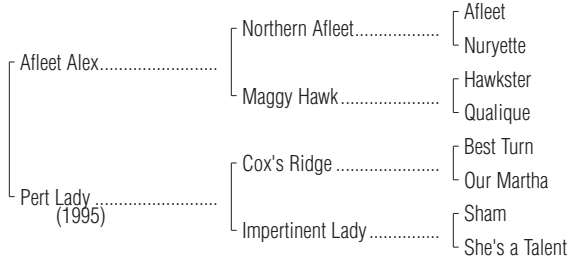 Afleet
Northern Afleet..................
Nuryette
Afleet Alex.........................
Hawkster
Maggy Hawk.....................
Qualique
Best Turn
Cox's Ridge ......................
Our Martha
Pert Lady ..........................
(1995)
Sham
Impertinent Lady...............
She's a Talent